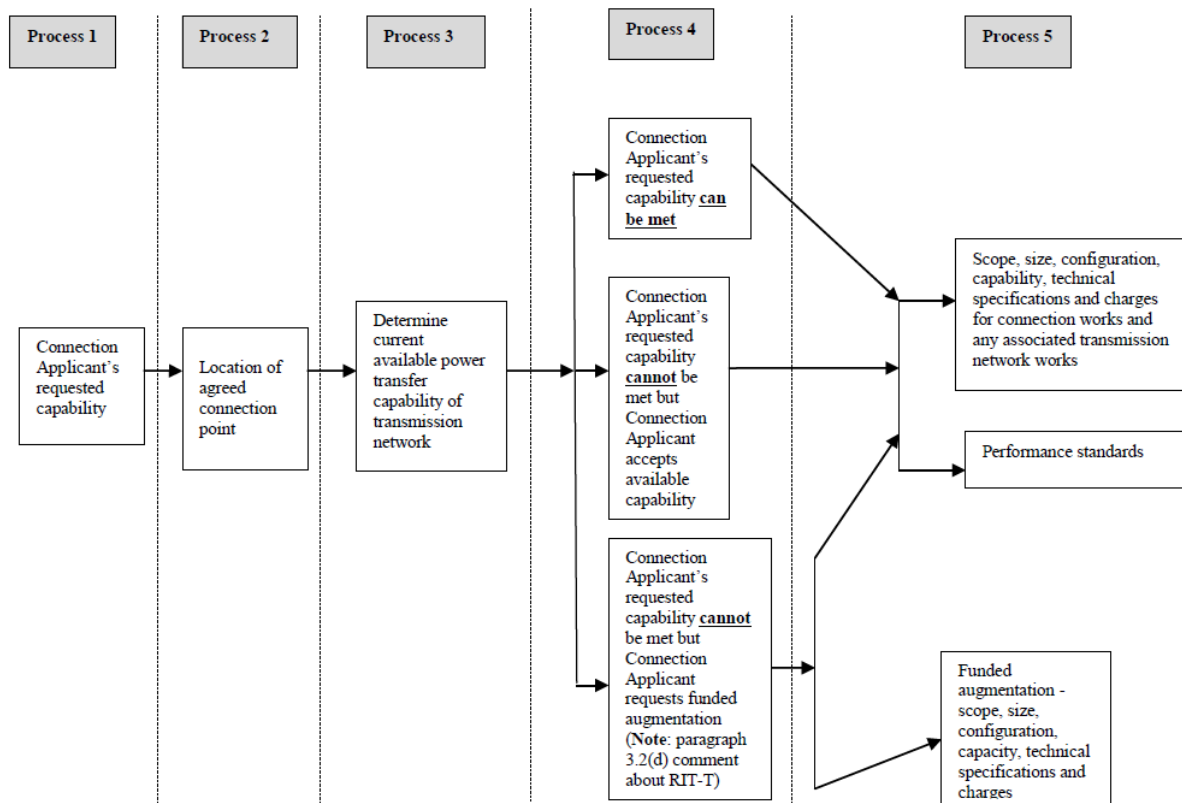 Process 1
Process 2
Process 3
Process 4
Process 5
Connection
Applicant's
requested
capability
Location of
agreed
connection
point
Determine
current
available power
transfer
capability of
transmission
network
Connection
Applicant's
requested
capability can
be met
Connection
Applicant's
requested
capability
cannot be
met but
Connection
Applicant
accepts
available
capability
Connection
Applicant's
requested
capability cannot
be met but
Connection
Applicant
requests funded
augmentation
(Note: paragraph
3.2(d) comment
about RIT-T)
Scope, size, configuration,
capability, technical
specifications and charges
for connection works and
any associated transmission
network works
Performance standards
Funded
augmentation -
scope, size,
configuration,
capacity, technical
specifications and
charges